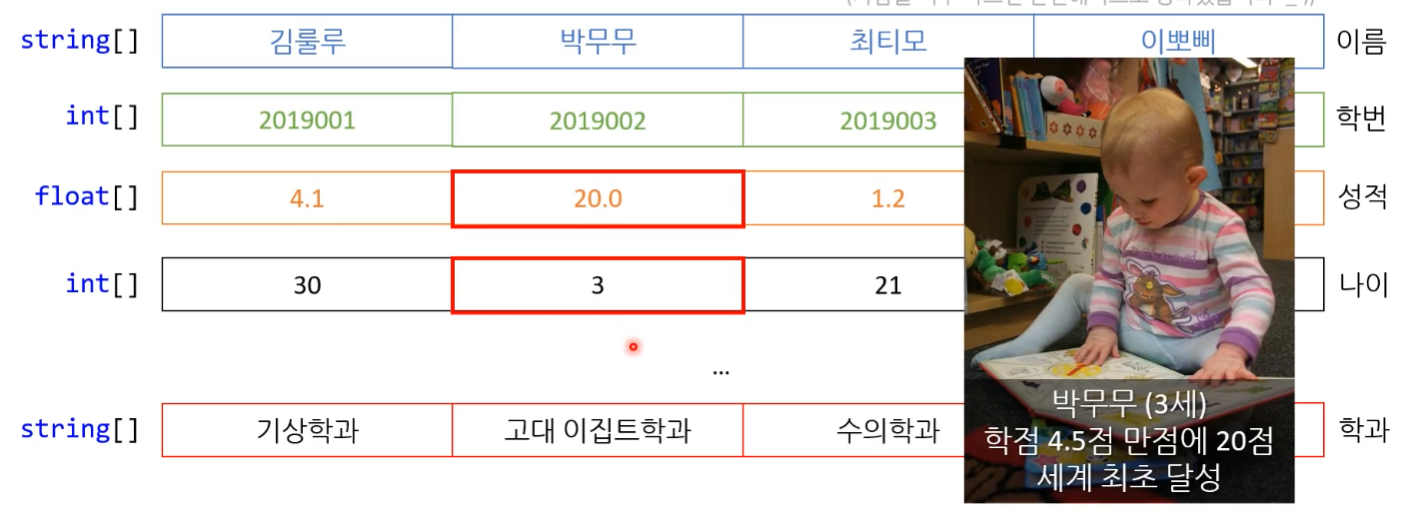 string[] 김룰루 박무무 최티모 이뽀삐 이름
int[] 2019001 2019002 2019003 학번
float[] 4.1 20.0 1.2 성적
int[] 30 3 21 나이
...
string[] 기상학과 고대 이집트학과 수의학과 학과
박무무 (3세)
학점 4.5점 만점에 20점
세계 최초 달성